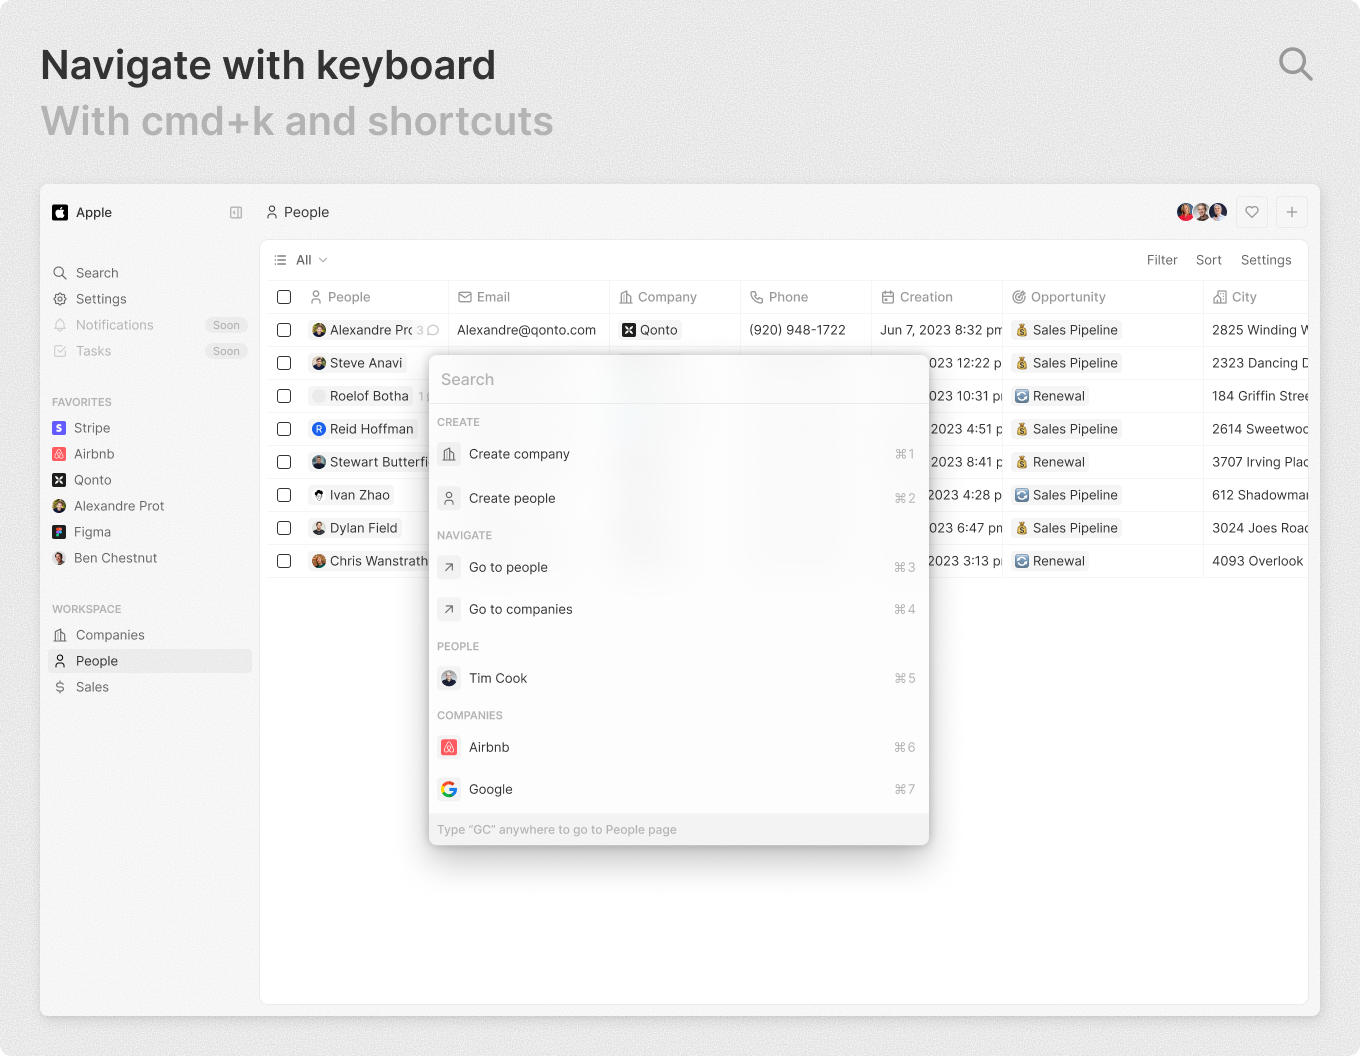 Navigate with keyboard
With cmd+k and shortcuts
Apple
People
Search
Settings
Notifications Soon
Tasks Soon
FAVORITES
Stripe
Airbnb
Qonto
Alexandre Prot
Figma
Ben Chestnut
WORKSPACE
Companies
People
Sales
All
Filter Sort Settings
People Email Company Phone Creation Opportunity City
Alexandre Prc 3 Alexandre@qonto.com Qonto (920) 948-1722 Jun 7, 2023 8:32 pm Sales Pipeline 2825 Winding W
Steve Anavi 023 12:22 p Sales Pipeline 2323 Dancing D
Roelof Botha 1 023 10:31 pm Renewal 184 Griffin Stree
R Reid Hoffman 2023 4:51 p Sales Pipeline 2614 Sweetwoo
Stewart Butterfi 2023 8:41 p Renewal 3707 Irving Plac
Ivan Zhao 2023 4:28 p Sales Pipeline 612 Shadowmar
Dylan Field 023 6:47 pm Sales Pipeline 3024 Joes Road
Chris Wanstrath 2023 3:13 p Renewal 4093 Overlook
Search
CREATE
Create company ⌘1
Create people ⌘2
NAVIGATE
Go to people ⌘3
Go to companies ⌘4
PEOPLE
Tim Cook ⌘5
COMPANIES
Airbnb ⌘6
Google ⌘7
Type “GC” anywhere to go to People page